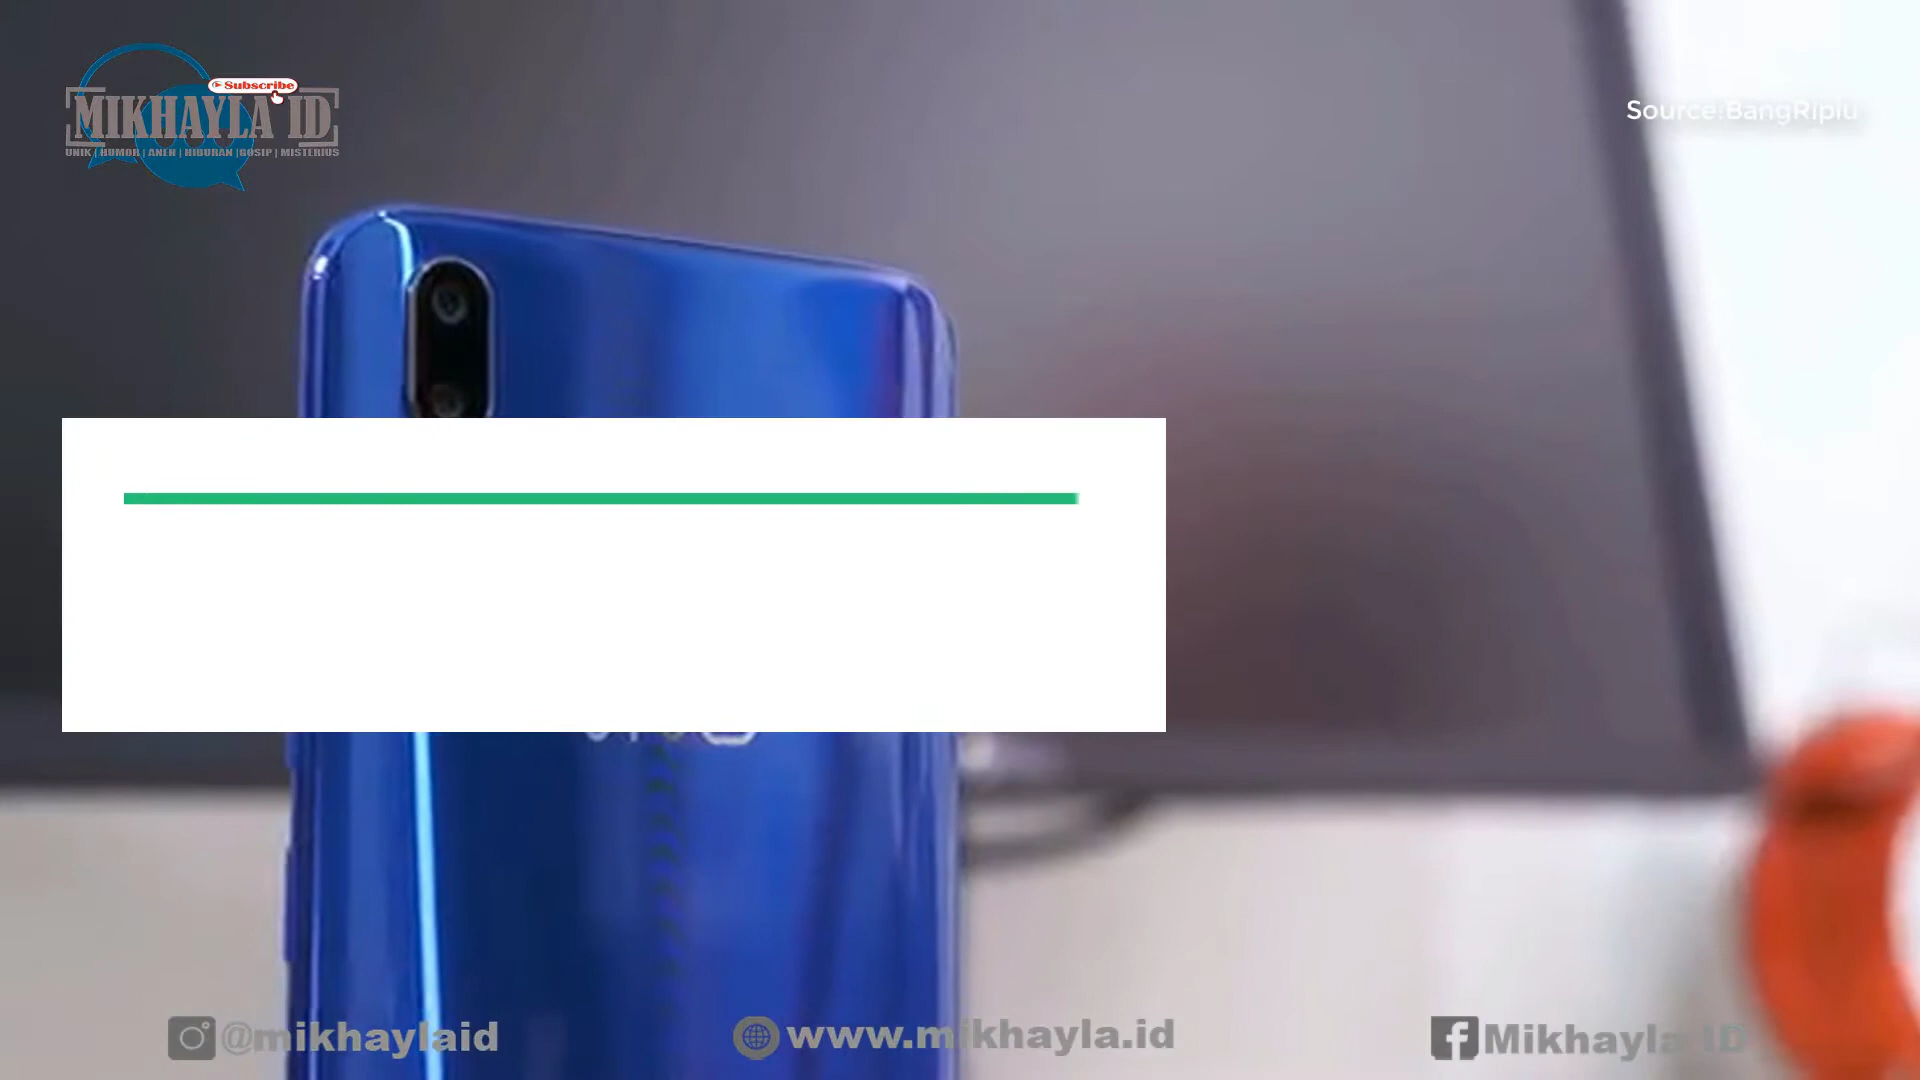 Subscribe
MIKHAYLA ID
UNIK | HUMOR | ANEH | HIBURAN | GOSIP | MISTERIUS
Source:BangRipiu
@mikhaylaid
www.mikhayla.id
Mikhayla ID